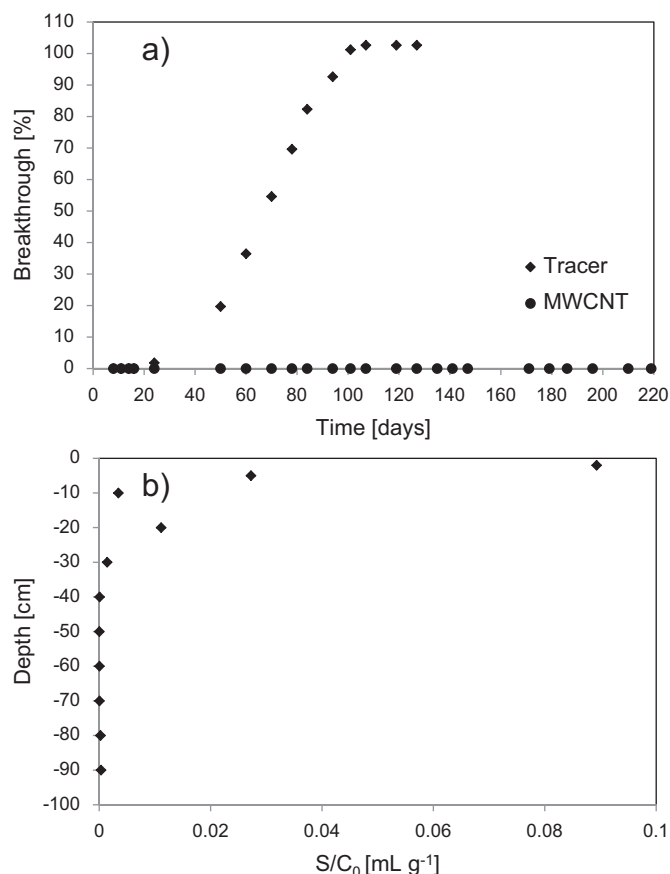 a)
Breakthrough [%]
110
100
90
80
70
60
50
40
30
20
10
0
Tracer
MWCNT
0 20 40 60 80 100 120 140 160 180 200 220
Time [days]
b)
Depth [cm]
0
-10
-20
-30
-40
-50
-60
-70
-80
-90
-100
0 0.02 0.04 0.06 0.08 0.1
S/C₀ [mL g⁻¹]